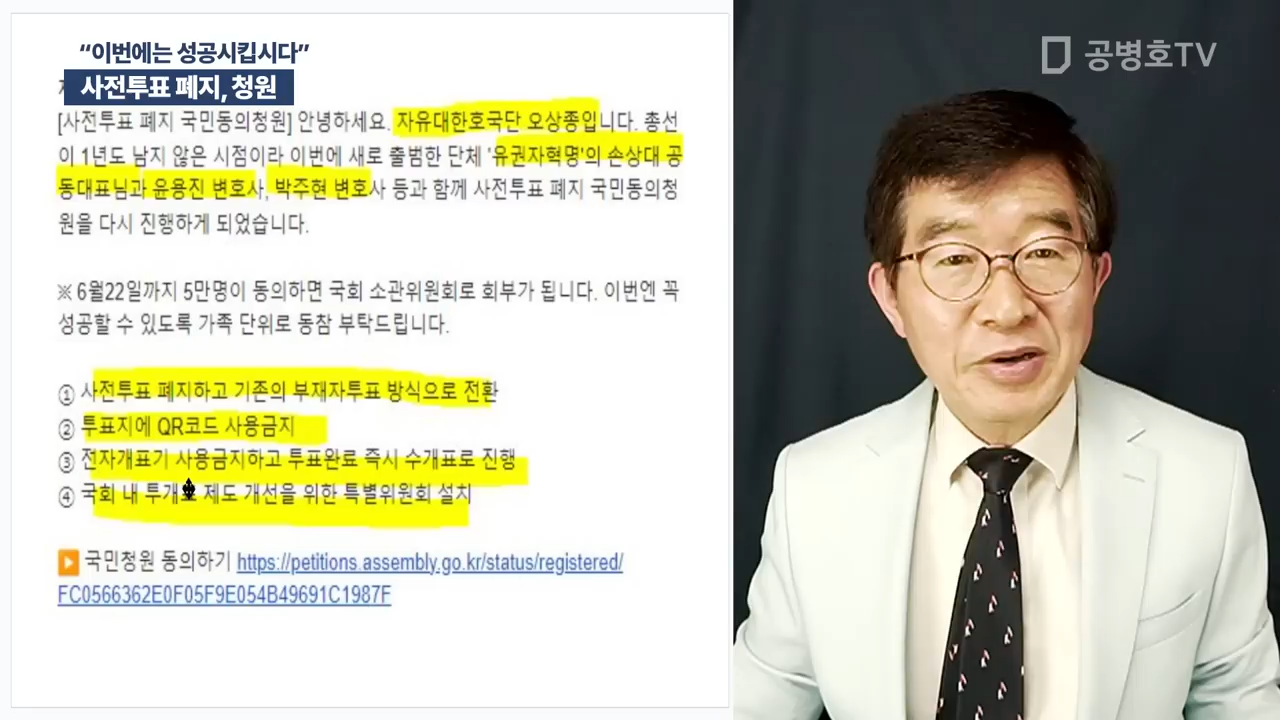 “이번에는 성공시킵시다”
사전투표 폐지, 청원
공병호TV
[사전투표 폐지 국민동의청원] 안녕하세요. 자유대한호국단 오상종입니다. 총선
이 1년도 남지 않은 시점이라 이번에 새로 출범한 단체 '유권자혁명'의 손상대 공
동대표님과 윤용진 변호사, 박주현 변호사 등과 함께 사전투표 폐지 국민동의청
원을 다시 진행하게 되었습니다.
※ 6월22일까지 5만명이 동의하면 국회 소관위원회로 회부가 됩니다. 이번엔 꼭
성공할 수 있도록 가족 단위로 동참 부탁드립니다.
① 사전투표 폐지하고 기존의 부재자투표 방식으로 전환
② 투표지에 QR코드 사용금지
③ 전자개표기 사용금지하고 투표완료 즉시 수개표로 진행
④ 국회 내 투개표 제도 개선을 위한 특별위원회 설치
국민청원 동의하기 https://petitions.assembly.go.kr/status/registered/
FC0566362E0F05F9E054B49691C1987F